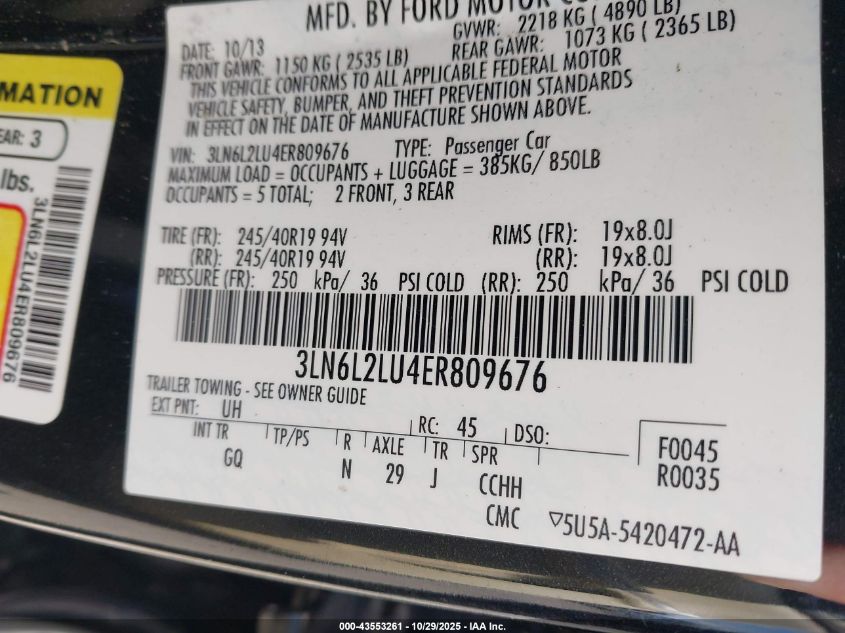 MFD. BY FORD MOTOR CO
DATE: 10/13
GVWR: 2218 KG ( 4890 LB)
FRONT GAWR: 1150 KG ( 2535 LB)
REAR GAWR: 1073 KG ( 2365 LB)
THIS VEHICLE CONFORMS TO ALL APPLICABLE FEDERAL MOTOR
VEHICLE SAFETY, BUMPER, AND THEFT PREVENTION STANDARDS
IN EFFECT ON THE DATE OF MANUFACTURE SHOWN ABOVE.
VIN: 3LN6L2LU4ER809676 TYPE: Passenger Car
MAXIMUM LOAD = OCCUPANTS + LUGGAGE = 385KG/ 850LB
OCCUPANTS = 5 TOTAL; 2 FRONT, 3 REAR
TIRE (FR): 245/40R19 94V RIMS (FR): 19x8.0J
(RR): 245/40R19 94V (RR): 19x8.0J
PRESSURE (FR): 250 kPa/ 36 PSI COLD (RR): 250 kPa/ 36 PSI COLD
3LN6L2LU4ER809676
TRAILER TOWING - SEE OWNER GUIDE
EXT PNT: UH RC: 45 DSO:
INT TR TP/PS R AXLE TR SPR
GQ N 29 J CCHH
F0045
R0035
CMC ▽5U5A-5420472-AA
MATION
EAR: 3
lbs.
3LN6L2LU4ER809676
000-43553261 - 10/29/2025 - IAA Inc.